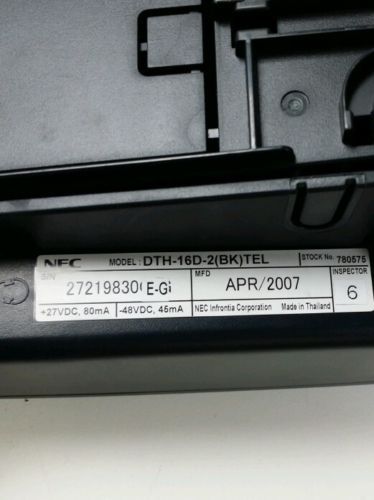 NEC MODEL : DTH-16D-2(BK)TEL STOCK No. 780575
S/N MFD INSPECTOR
27219830 E-G APR/2007 6
+27VDC, 80mA -48VDC, 45mA NEC Infrontia Corporation Made in Thailand